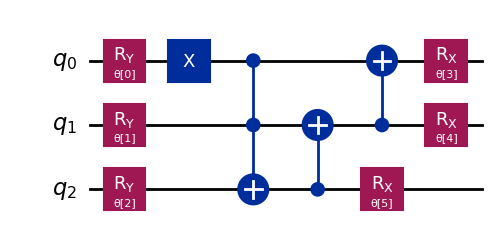 q0 RY θ[0] X RX θ[3]
q1 RY θ[1] RX θ[4]
q2 RY θ[2] RX θ[5]